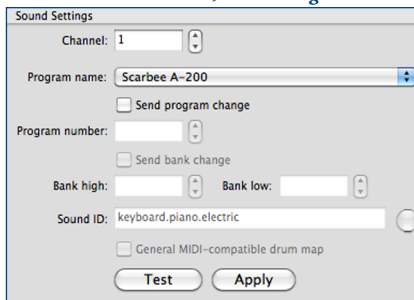 Sound Settings
Channel: 1
Program name: Scarbee A-200
Send program change
Program number:
Send bank change
Bank high: Bank low:
Sound ID: keyboard.piano.electric
General MIDI-compatible drum map
Test Apply